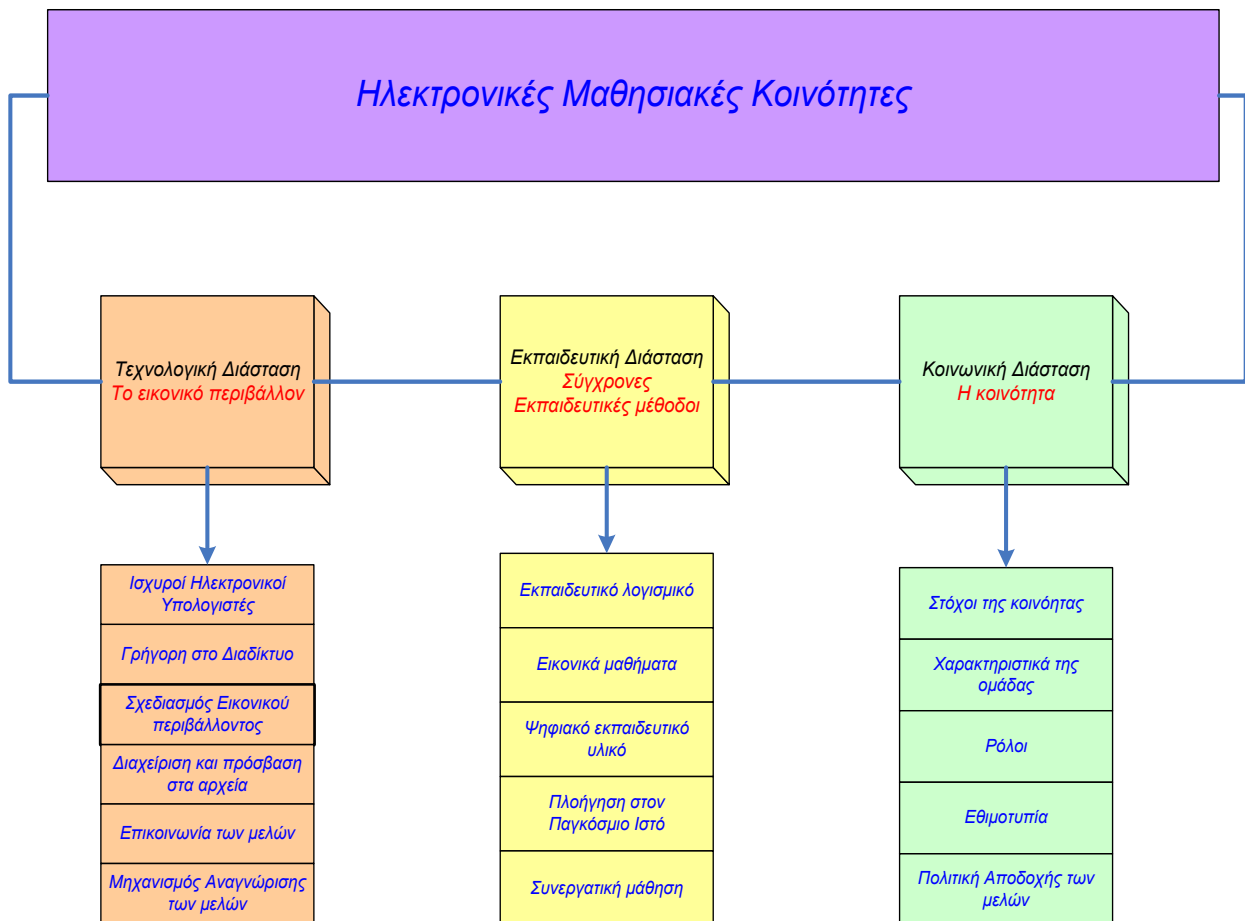 Ηλεκτρονικές Μαθησιακές Κοινότητες
Τεχνολογική Διάσταση
Το εικονικό περιβάλλον
Εκπαιδευτική Διάσταση
Σύγχρονες
Εκπαιδευτικές μέθοδοι
Κοινωνική Διάσταση
Η κοινότητα
Ισχυροί Ηλεκτρονικοί
Υπολογιστές
Γρήγορη στο Διαδίκτυο
Σχεδιασμός Εικονικού
περιβάλλοντος
Διαχείριση και πρόσβαση
στα αρχεία
Επικοινωνία των μελών
Μηχανισμός Αναγνώρισης
των μελών
Εκπαιδευτικό λογισμικό
Εικονικά μαθήματα
Ψηφιακό εκπαιδευτικό
υλικό
Πλοήγηση στον
Παγκόσμιο Ιστό
Συνεργατική μάθηση
Στόχοι της κοινόητας
Χαρακτηριστικά της
ομάδας
Ρόλοι
Εθιμοτυπία
Πολιτική Αποδοχής των
μελών